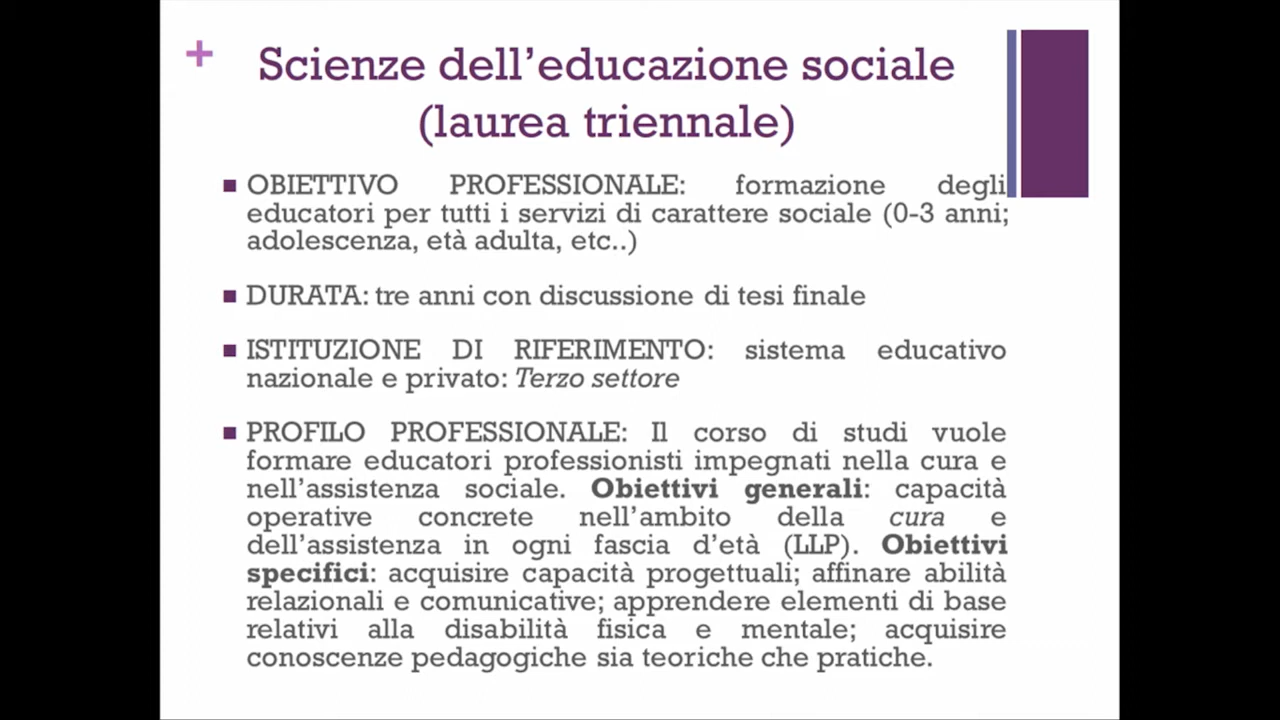 Scienze dell’educazione sociale
(laurea triennale)
OBIETTIVO PROFESSIONALE: formazione degli
educatori per tutti i servizi di carattere sociale (0-3 anni;
adolescenza, età adulta, etc..)
DURATA: tre anni con discussione di tesi finale
ISTITUZIONE DI RIFERIMENTO: sistema educativo
nazionale e privato: Terzo settore
PROFILO PROFESSIONALE: Il corso di studi vuole
formare educatori professionisti impegnati nella cura e
nell’assistenza sociale. Obiettivi generali: capacità
operative concrete nell’ambito della cura e
dell’assistenza in ogni fascia d’età (LLP). Obiettivi
specifici: acquisire capacità progettuali; affinare abilità
relazionali e comunicative; apprendere elementi di base
relativi alla disabilità fisica e mentale; acquisire
conoscenze pedagogiche sia teoriche che pratiche.